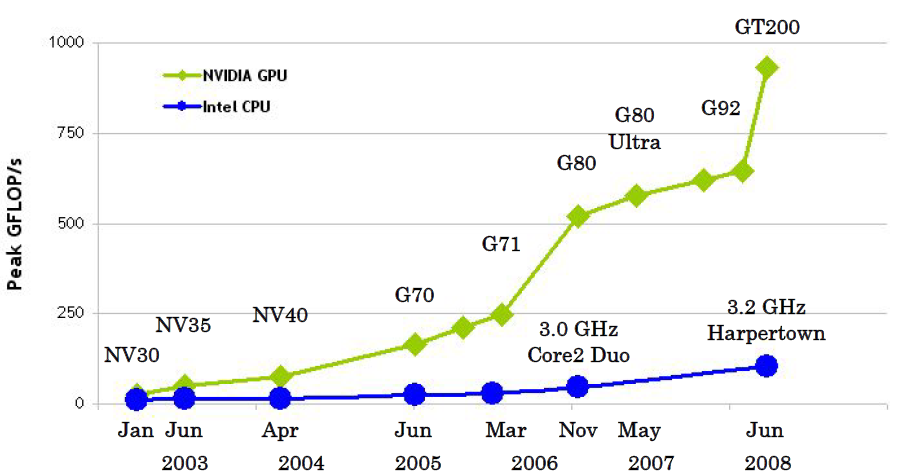 GT200
1000
NVIDIA GPU
Intel CPU
G92
G80
Ultra
750
G80
500
G71
Peak GFLOP/s
250
NV30
NV35
NV40
G70
3.0 GHz
Core2 Duo
3.2 GHz
Harpertown
0
Jan Jun Apr Jun Mar Nov May Jun
2003 2004 2005 2006 2007 2008